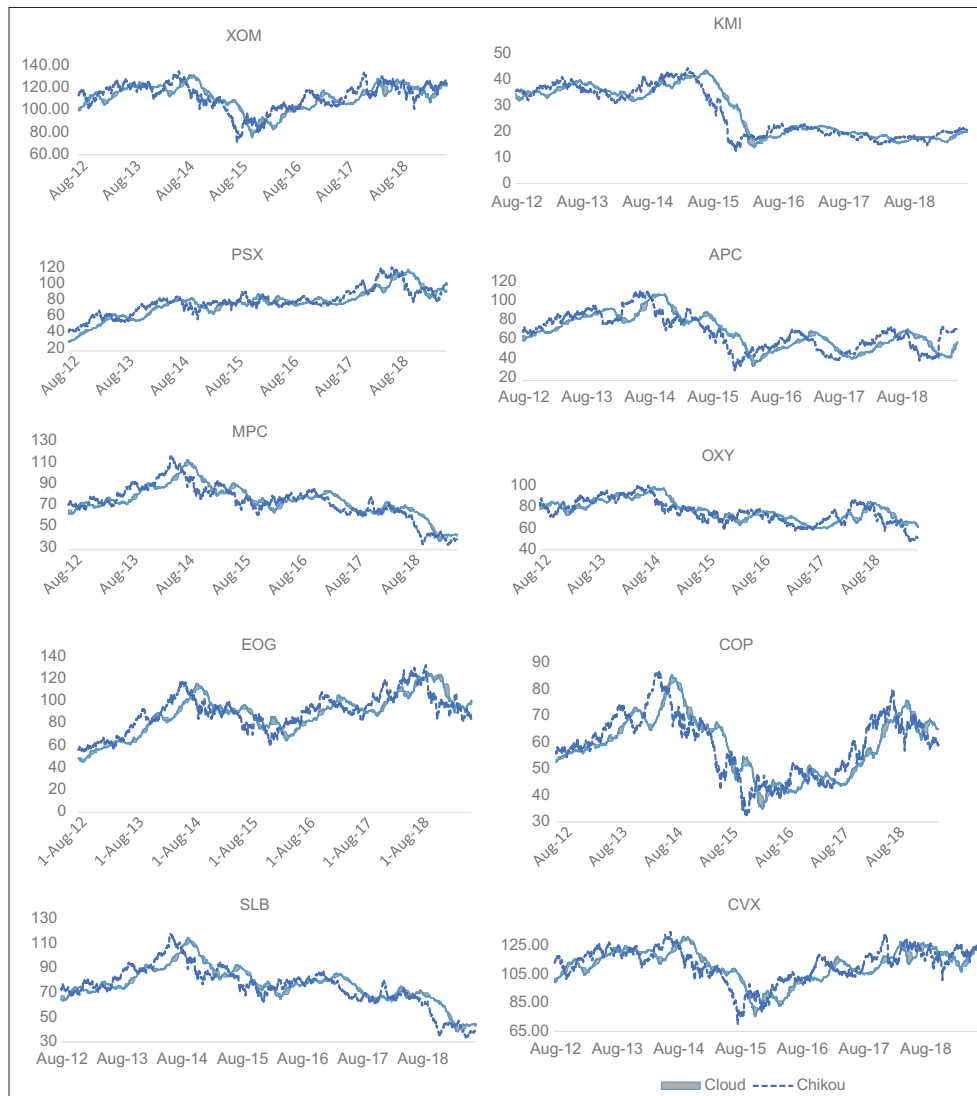 XOM
140.00
120.00
100.00
80.00
60.00
Aug-12
Aug-13
Aug-14
Aug-15
Aug-16
Aug-17
Aug-18
KMI
50
40
30
20
10
0
Aug-12
Aug-13
Aug-14
Aug-15
Aug-16
Aug-17
Aug-18
PSX
120
100
80
60
40
20
Aug-12
Aug-13
Aug-14
Aug-15
Aug-16
Aug-17
Aug-18
APC
120
100
80
60
40
20
Aug-12
Aug-13
Aug-14
Aug-15
Aug-16
Aug-17
Aug-18
MPC
130
110
90
70
50
30
Aug-12
Aug-13
Aug-14
Aug-15
Aug-16
Aug-17
Aug-18
OXY
100
80
60
40
Aug-12
Aug-13
Aug-14
Aug-15
Aug-16
Aug-17
Aug-18
EOG
140
120
100
80
60
40
20
0
1-Aug-12
1-Aug-13
1-Aug-14
1-Aug-15
1-Aug-16
1-Aug-17
1-Aug-18
COP
90
80
70
60
50
40
30
Aug-12
Aug-13
Aug-14
Aug-15
Aug-16
Aug-17
Aug-18
SLB
130
110
90
70
50
30
Aug-12
Aug-13
Aug-14
Aug-15
Aug-16
Aug-17
Aug-18
CVX
125.00
105.00
85.00
65.00
Aug-12
Aug-13
Aug-14
Aug-15
Aug-16
Aug-17
Aug-18
Cloud
Chikou